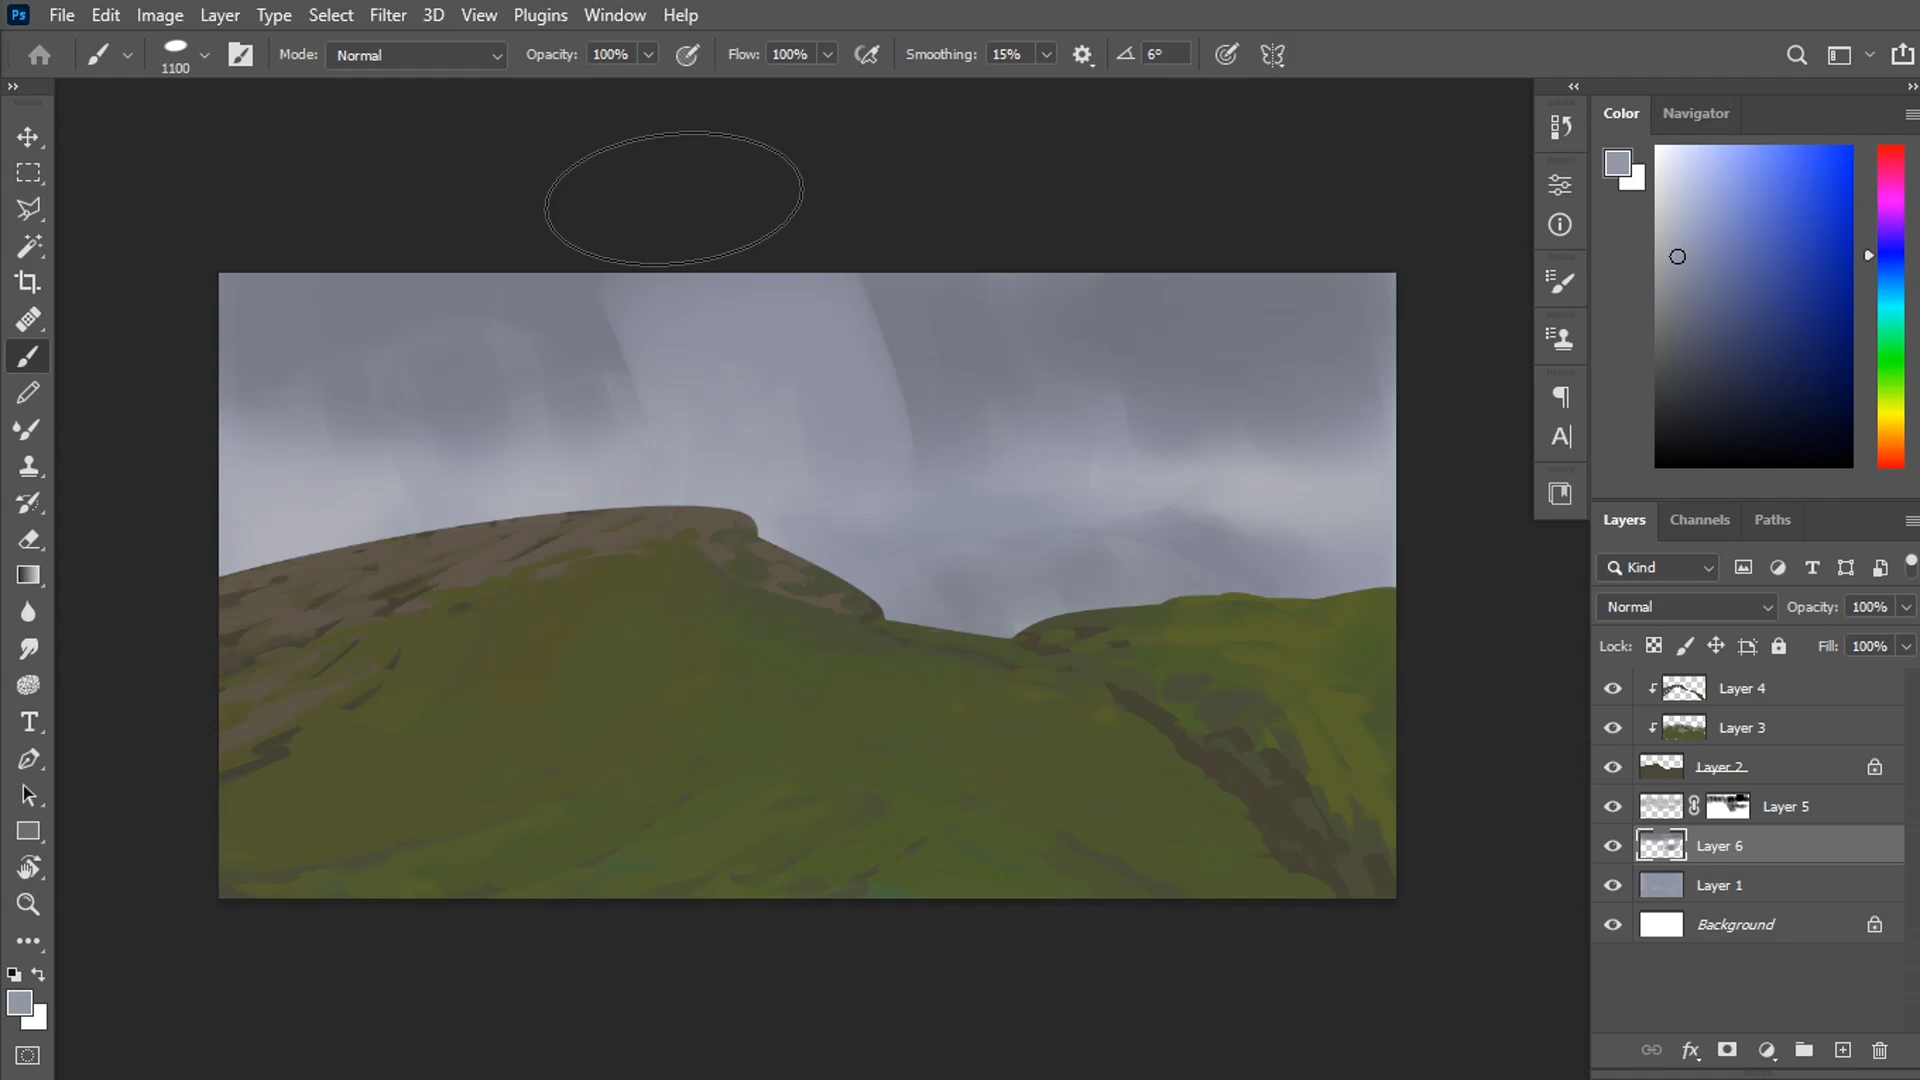 Ps File Edit Image Layer Type Select Filter 3D View Plugins Window Help
1100 Mode: Normal Opacity: 100% Flow: 100% Smoothing: 15% 6°
Color Navigator
Layers Channels Paths
Kind
Normal Opacity: 100%
Lock: Fill: 100%
Layer 4
Layer 3
Layer 2
Layer 5
Layer 6
Layer 1
Background